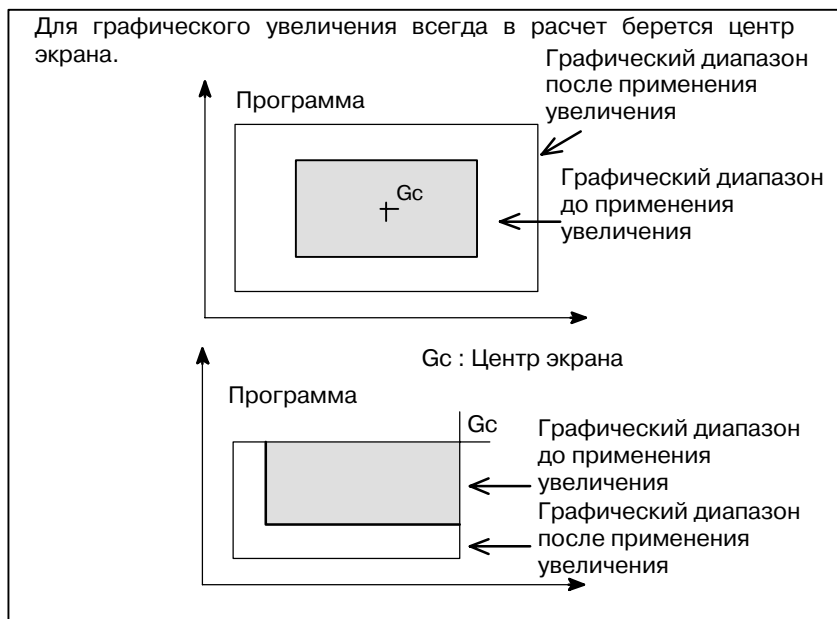 Для графического увеличения всегда в расчет берется центр
экрана.
Графический диапазон
после применения
увеличения
Программа
Gc
Графический диапазон
до применения
увеличения
Gc : Центр экрана
Программа
Gc
Графический диапазон
до применения
увеличения
Графический диапазон
после применения
увеличения